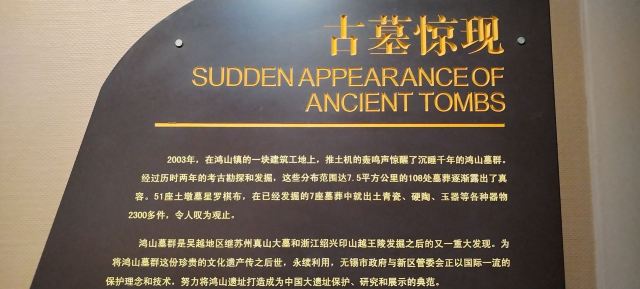 古墓惊现
SUDDEN APPEARANCE OF
ANCIENT TOMBS
2003年，在鸿山镇的一块建筑工地上，推土机的轰鸣声惊醒了沉睡千年的鸿山墓群。
经过历时两年的考古勘探和发掘，这些分布范围达7.5平方公里的108处墓葬逐渐露出了真
容。51座土墩墓星罗棋布，在已经发掘的7座墓葬中就出土青瓷、硬陶、玉器等各种器物
2300多件，令人叹为观止。
鸿山墓群是吴越地区继苏州真山大墓和浙江绍兴印山越王陵发掘之后的又一重大发现。为
将鸿山墓群这份珍贵的文化遗产传之后世，永续利用，无锡市政府与新区管委会正以国际一流的
保护理念和技术，努力将鸿山遗址打造成为中国大遗址保护、研究和展示的典范。